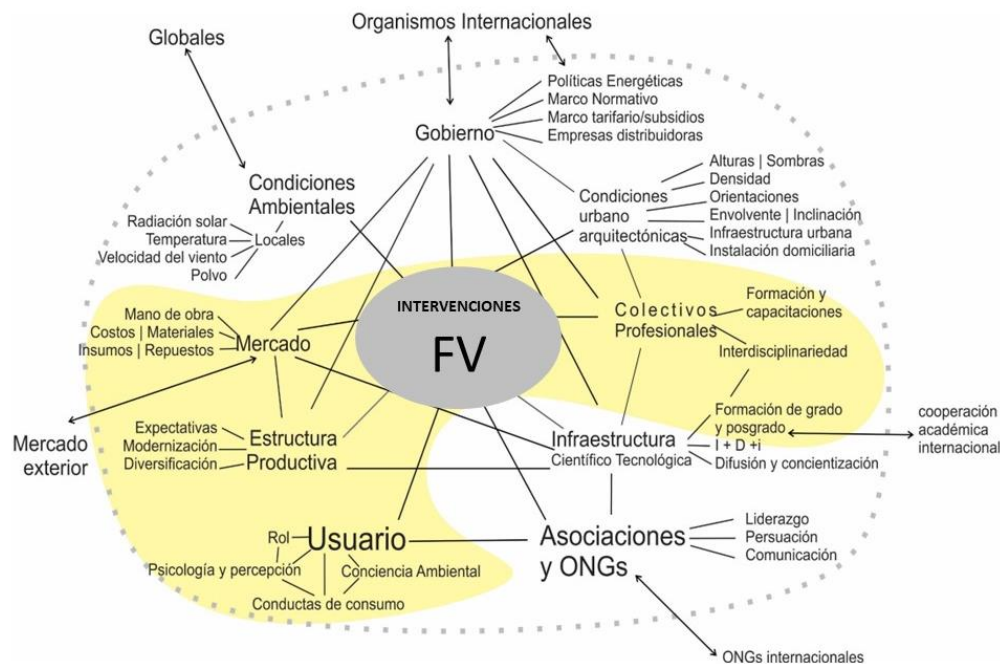 Organismos Internacionales
Globales
Políticas Energéticas
Marco Normativo
Marco tarifario/subsidios
Empresas distribuidoras
Gobierno
Condiciones
Ambientales
Radiación solar
Temperatura
Velocidad del viento
Polvo
Locales
Condiciones
urbano
arquitectónicas
Alturas | Sombras
Densidad
Orientaciones
Envolvente | Inclinación
Infraestructura urbana
Instalación domiciliaria
INTERVENCIONES
FV
Colectivos
Profesionales
Formación y
capacitaciones
Interdisciplinariedad
Mano de obra
Costos | Materiales
Insumos | Repuestos
Mercado
Mercado
exterior
Expectativas
Modernización
Diversificación
Estructura
Productiva
Infraestructura
Científico Tecnológica
Formación de grado
y posgrado
I + D +i
Difusión y concientización
cooperación
académica
internacional
Rol
Usuario
Psicología y percepción
Conciencia Ambiental
Conductas de consumo
Asociaciones
y ONGs
Liderazgo
Persuación
Comunicación
ONGs internacionales